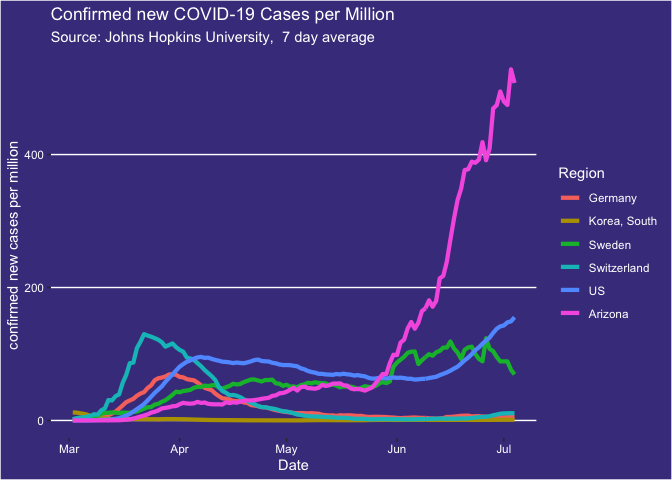 Confirmed new COVID-19 Cases per Million
Source: Johns Hopkins University,  7 day average
confirmed new cases per million
400
200
0
Mar Apr May Jun Jul
Date
Region
Germany
Korea, South
Sweden
Switzerland
US
Arizona